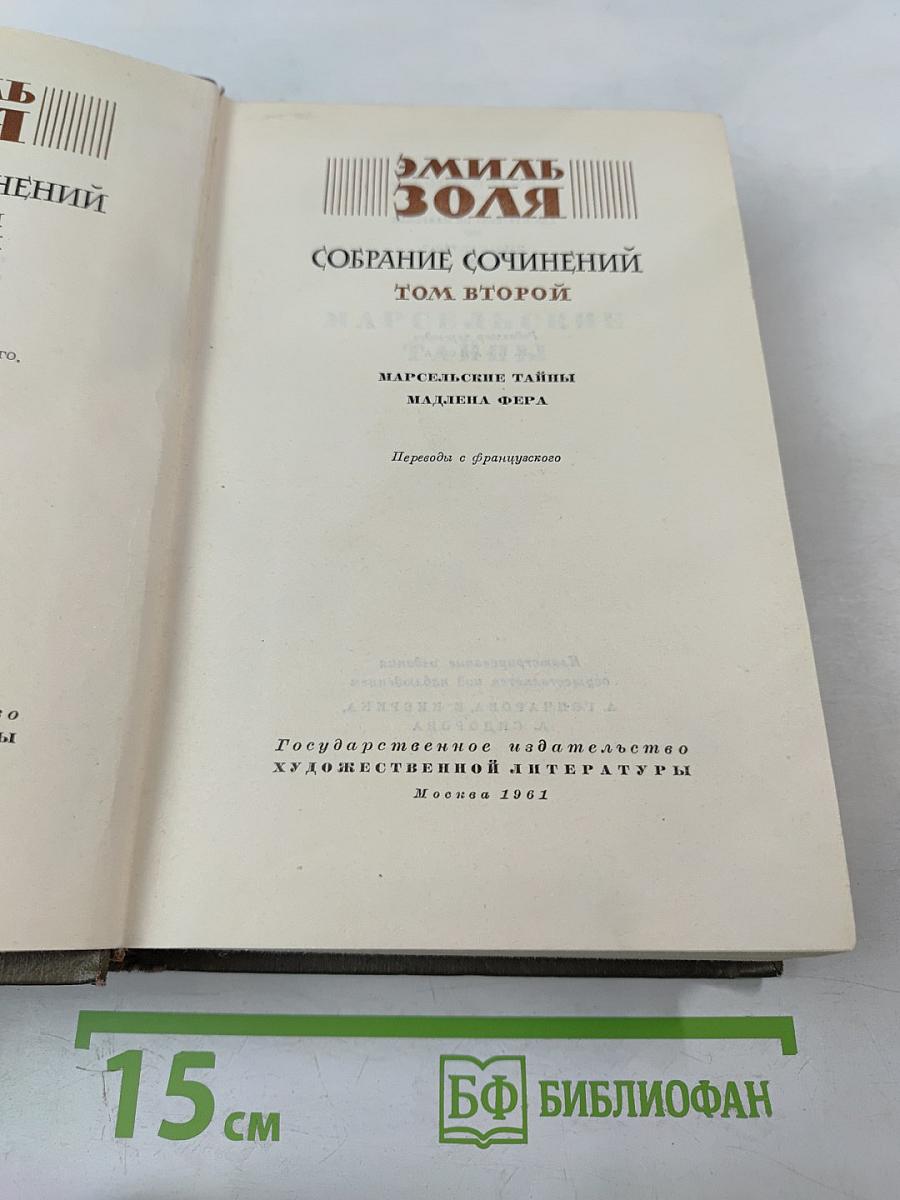 ЭМИЛЬ
ЗОЛЯ
СОБРАНИЕ СОЧИНЕНИЙ
ТОМ ВТОРОЙ
МАРСЕЛЬСКИЕ ТАЙНЫ
МАДЛЕНА ФЕРА
Переводы с французского
Государственное издательство
ХУДОЖЕСТВЕННОЙ ЛИТЕРАТУРЫ
Москва 1961
15 см
БФ БИБЛИОФАН